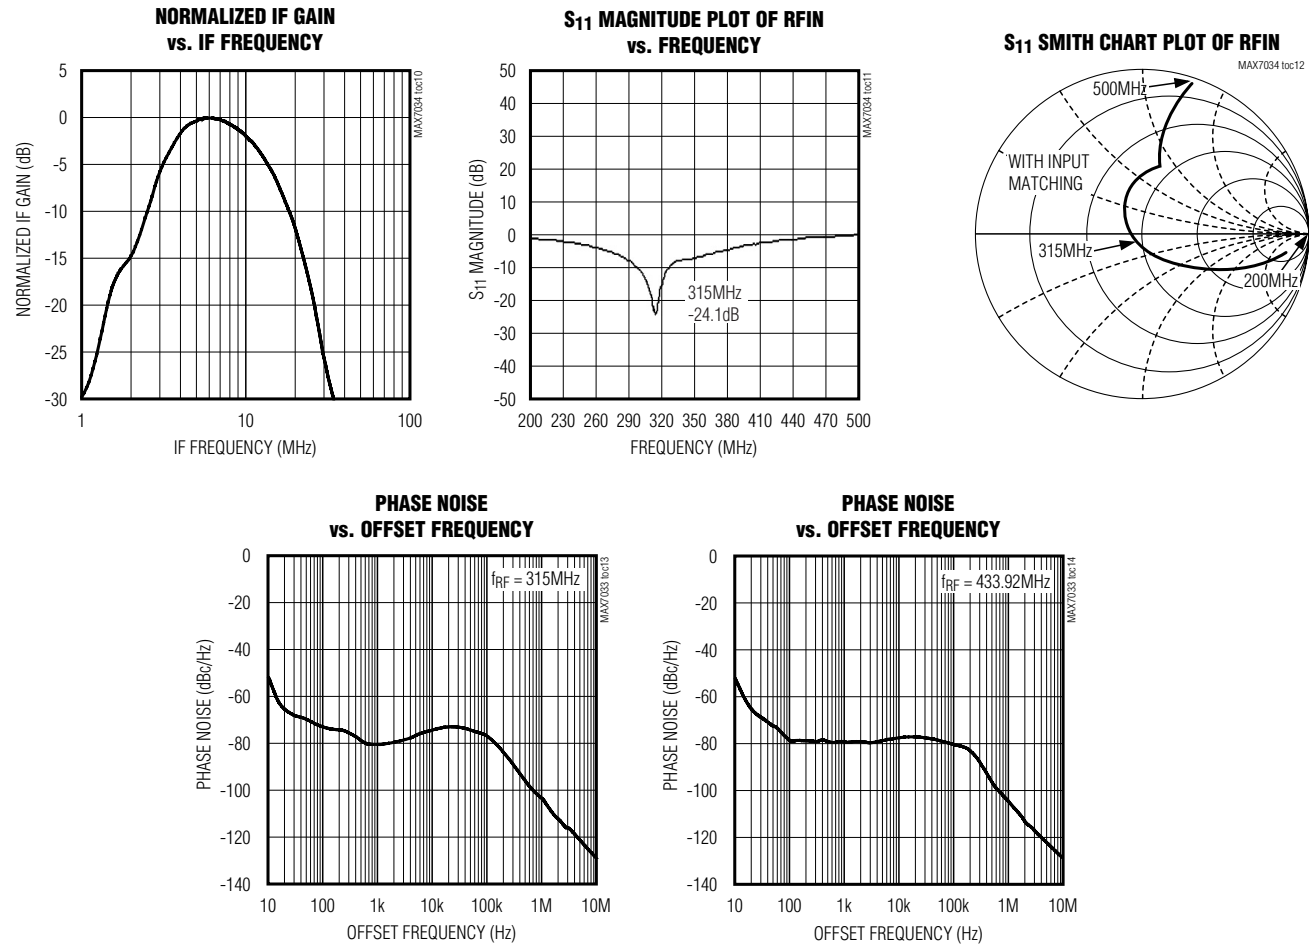 NORMALIZED IF GAIN
vs. IF FREQUENCY
5
0
-5
-10
-15
-20
-25
-30
NORMALIZED IF GAIN (dB)
1
10
100
IF FREQUENCY (MHz)
MAX7034 toc10
S11 MAGNITUDE PLOT OF RFIN
vs. FREQUENCY
50
40
30
20
10
0
-10
-20
-30
-40
-50
S11 MAGNITUDE (dB)
315MHz
-24.1dB
200 230 260 290 320 350 380 410 440 470 500
FREQUENCY (MHz)
MAX7034 toc11
S11 SMITH CHART PLOT OF RFIN
MAX7034 toc12
500MHz
WITH INPUT
MATCHING
315MHz
200MHz
PHASE NOISE
vs. OFFSET FREQUENCY
0
-20
-40
-60
-80
-100
-120
-140
PHASE NOISE (dBc/Hz)
fRF = 315MHz
10 100 1k 10k 100k 1M 10M
OFFSET FREQUENCY (Hz)
MAX7033 toc13
PHASE NOISE
vs. OFFSET FREQUENCY
0
-20
-40
-60
-80
-100
-120
-140
PHASE NOISE (dBc/Hz)
fRF = 433.92MHz
10 100 1k 10k 100k 1M 10M
OFFSET FREQUENCY (Hz)
MAX7033 toc14